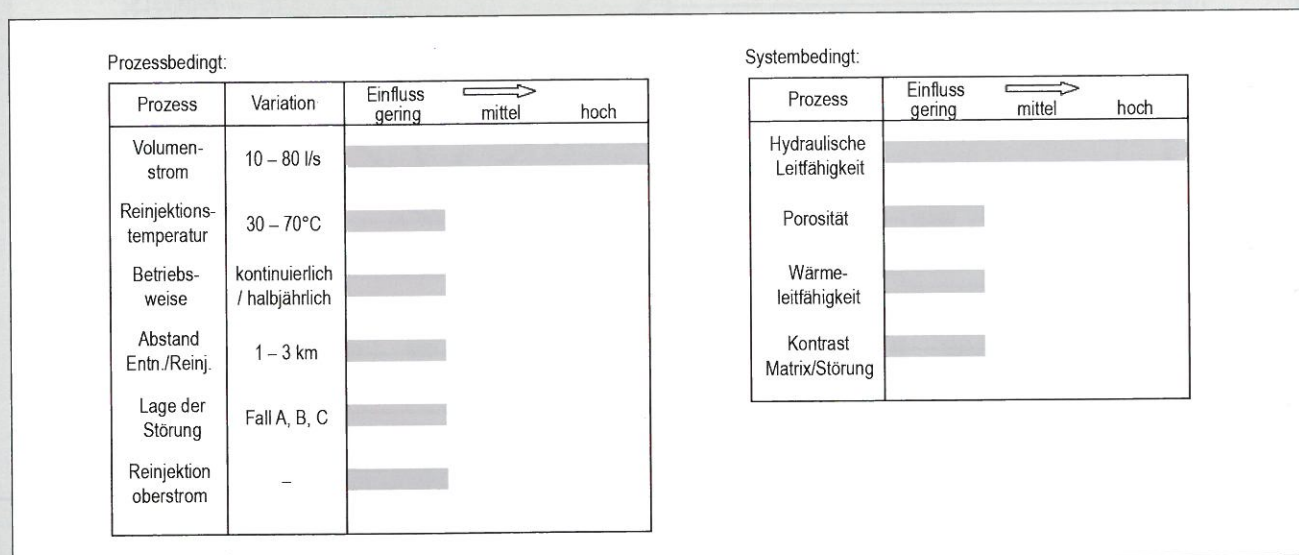 Prozessbedingt:
Prozess Variation Einfluss
gering mittel hoch
Volumen-
strom
10 – 80 l/s
Reinjektions-
temperatur
30 – 70°C
Betriebs-
weise
kontinuierlich
/ halbjährlich
Abstand
Entn./Reinj.
1 – 3 km
Lage der
Störung
Fall A, B, C
Reinjektion
oberstrom
–
Systembedingt:
Prozess Einfluss
gering mittel hoch
Hydraulische
Leitfähigkeit
Porosität
Wärme-
leitfähigkeit
Kontrast
Matrix/Störung